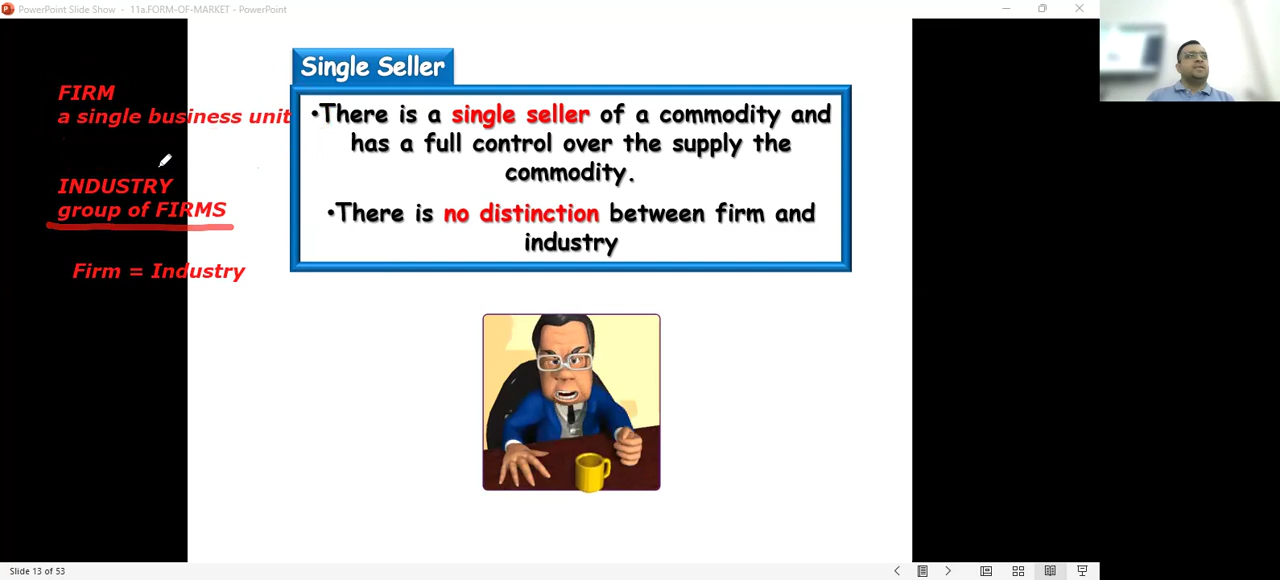 PowerPoint Slide Show - 11a.FORM-OF-MARKET - PowerPoint
Single Seller
FIRM
a single business unit
•There is a single seller of a commodity and
has a full control over the supply the
commodity.
INDUSTRY
group of FIRMS
•There is no distinction between firm and
industry
Firm = Industry
Slide 13 of 53